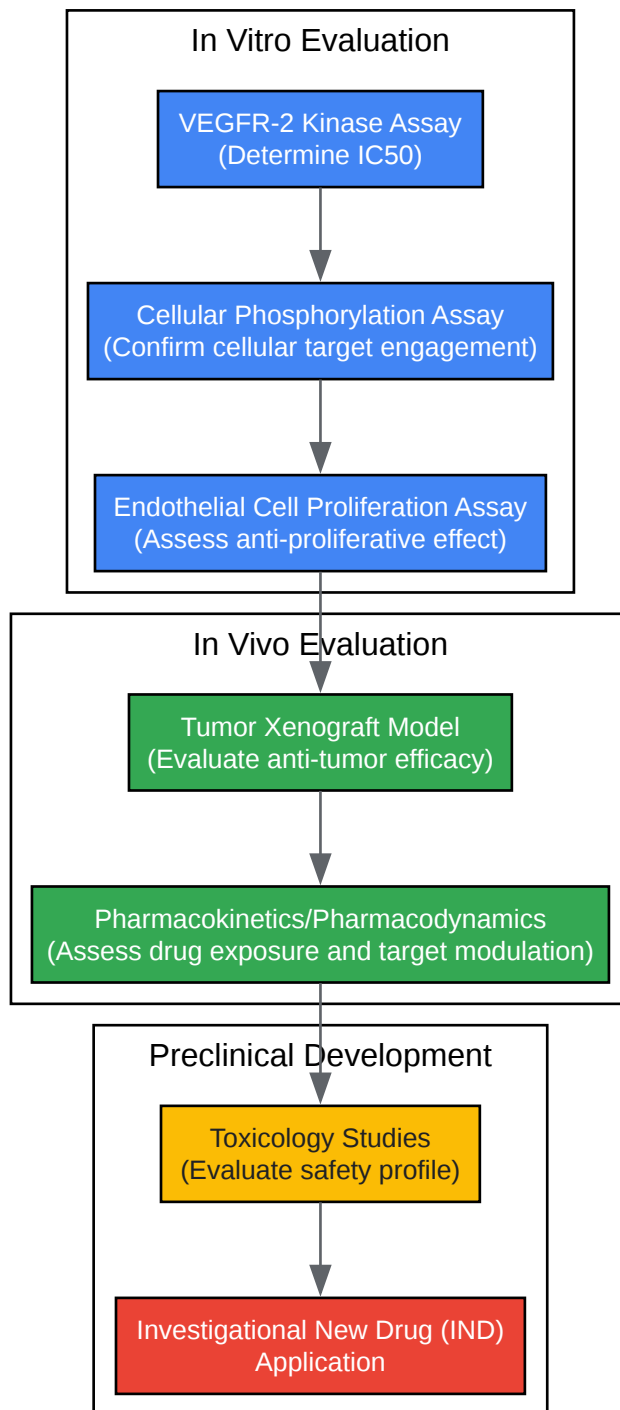 In Vitro Evaluation
VEGFR-2 Kinase Assay
(Determine IC50)
Cellular Phosphorylation Assay
(Confirm cellular target engagement)
Endothelial Cell Proliferation Assay
(Assess anti-proliferative effect)
In Vivo Evaluation
Tumor Xenograft Model
(Evaluate anti-tumor efficacy)
Pharmacokinetics/Pharmacodynamics
(Assess drug exposure and target modulation)
Preclinical Development
Toxicology Studies
(Evaluate safety profile)
Investigational New Drug (IND)
Application